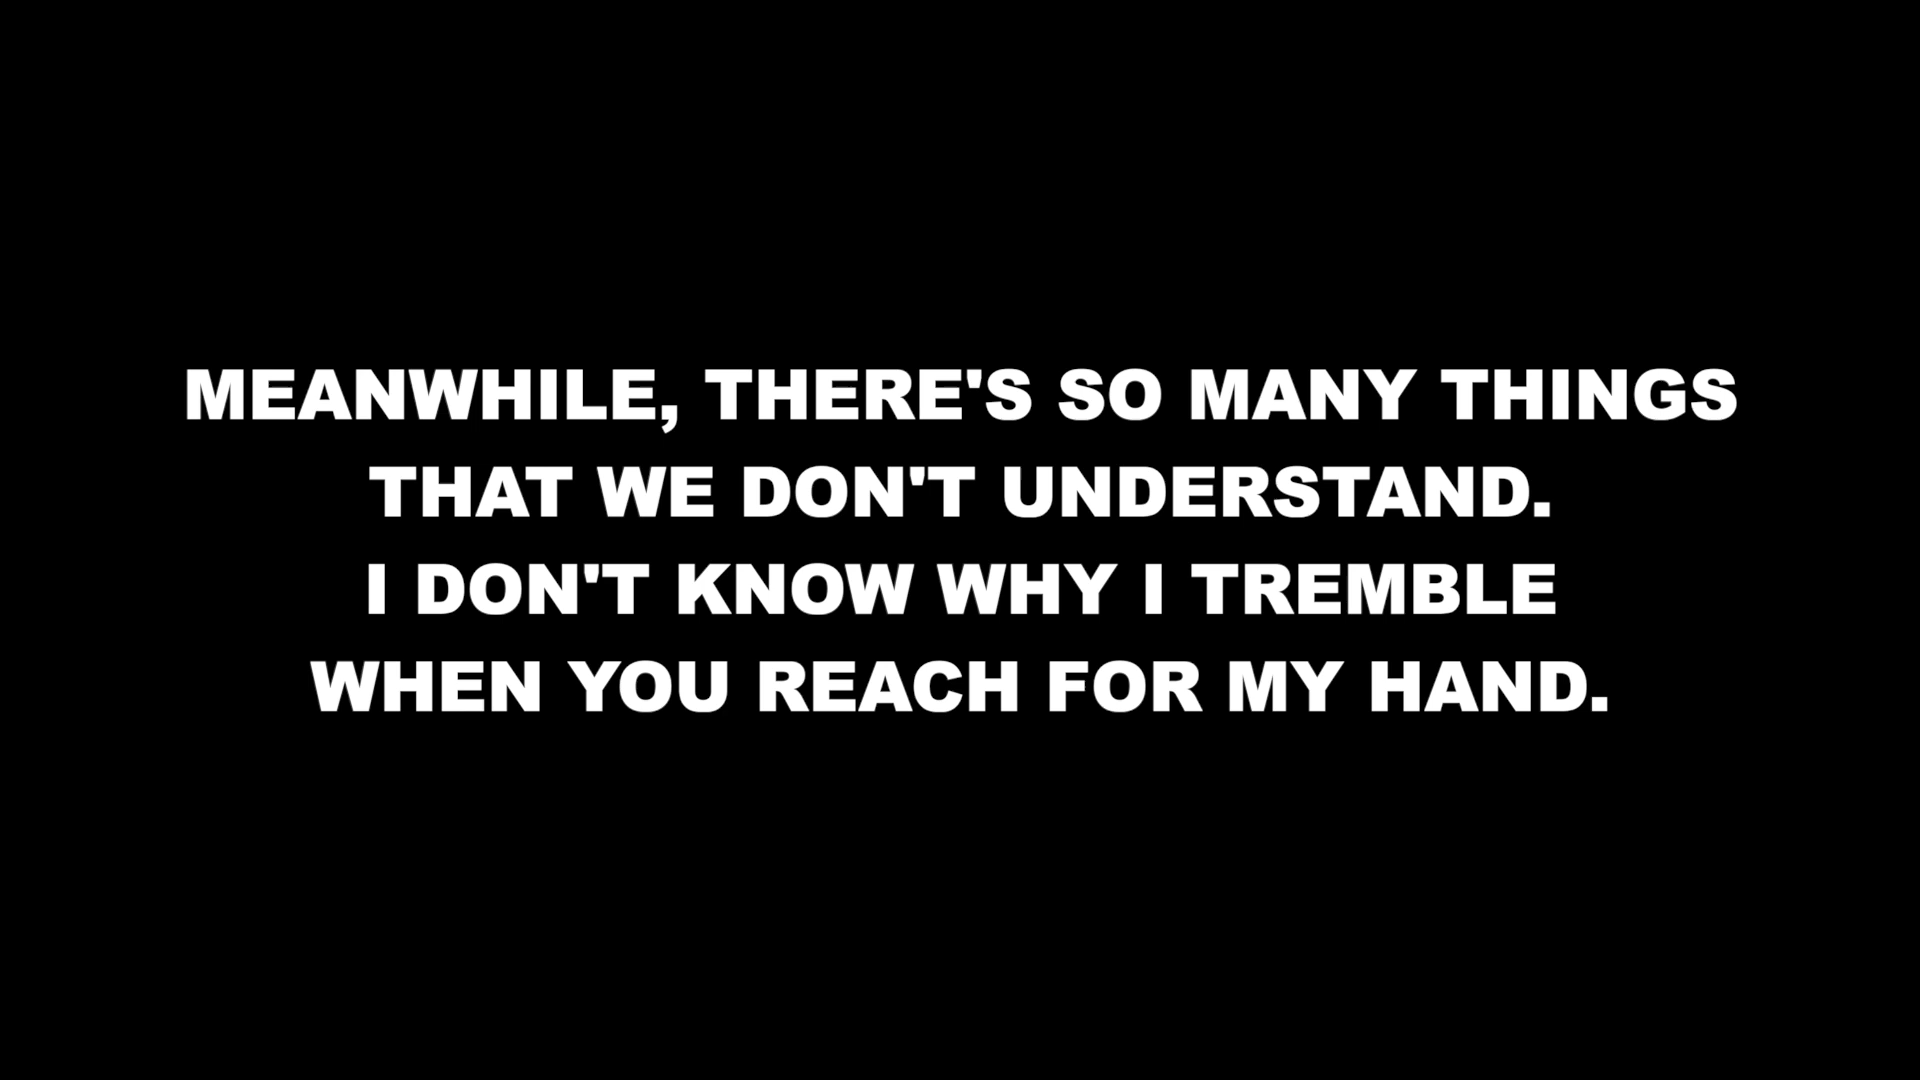 MEANWHILE, THERE'S SO MANY THINGS
THAT WE DON'T UNDERSTAND.
I DON'T KNOW WHY I TREMBLE
WHEN YOU REACH FOR MY HAND.